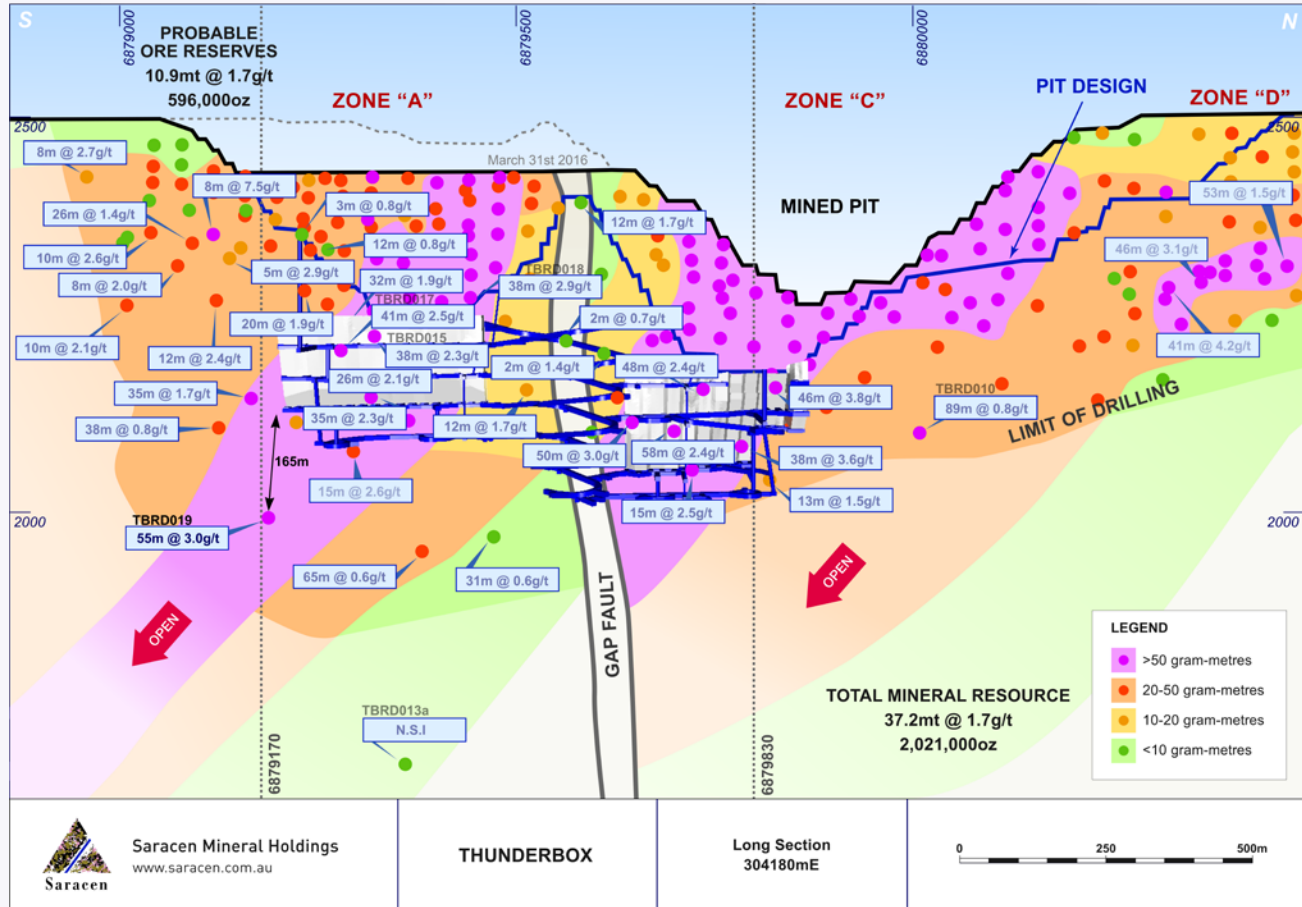 S
N
6879000
6879500
6880000
PROBABLE
ORE RESERVES
10.9mt @ 1.7g/t
596,000oz
ZONE "A"
ZONE "C"
PIT DESIGN
ZONE "D"
2500
2500
March 31st 2016
MINED PIT
8m @ 2.7g/t
8m @ 7.5g/t
26m @ 1.4g/t
3m @ 0.8g/t
12m @ 1.7g/t
53m @ 1.5g/t
10m @ 2.6g/t
12m @ 0.8g/t
46m @ 3.1g/t
8m @ 2.0g/t
5m @ 2.9g/t
32m @ 1.9g/t
TBRD018
38m @ 2.9g/t
TBRD017
41m @ 2.5g/t
20m @ 1.9g/t
2m @ 0.7g/t
10m @ 2.1g/t
12m @ 2.4g/t
TBRD015
38m @ 2.3g/t
41m @ 4.2g/t
2m @ 1.4g/t
48m @ 2.4g/t
26m @ 2.1g/t
35m @ 1.7g/t
46m @ 3.8g/t
TBRD010
89m @ 0.8g/t
LIMIT OF DRILLING
38m @ 0.8g/t
35m @ 2.3g/t
12m @ 1.7g/t
165m
50m @ 3.0g/t
58m @ 2.4g/t
38m @ 3.6g/t
15m @ 2.6g/t
13m @ 1.5g/t
15m @ 2.5g/t
2000
2000
TBRD019
55m @ 3.0g/t
65m @ 0.6g/t
31m @ 0.6g/t
OPEN
OPEN
GAP FAULT
TBRD013a
N.S.I
6879170
6879830
TOTAL MINERAL RESOURCE
37.2mt @ 1.7g/t
2,021,000oz
LEGEND
>50 gram-metres
20-50 gram-metres
10-20 gram-metres
<10 gram-metres
Saracen
Saracen Mineral Holdings
www.saracen.com.au
THUNDERBOX
Long Section
304180mE
0
250
500m